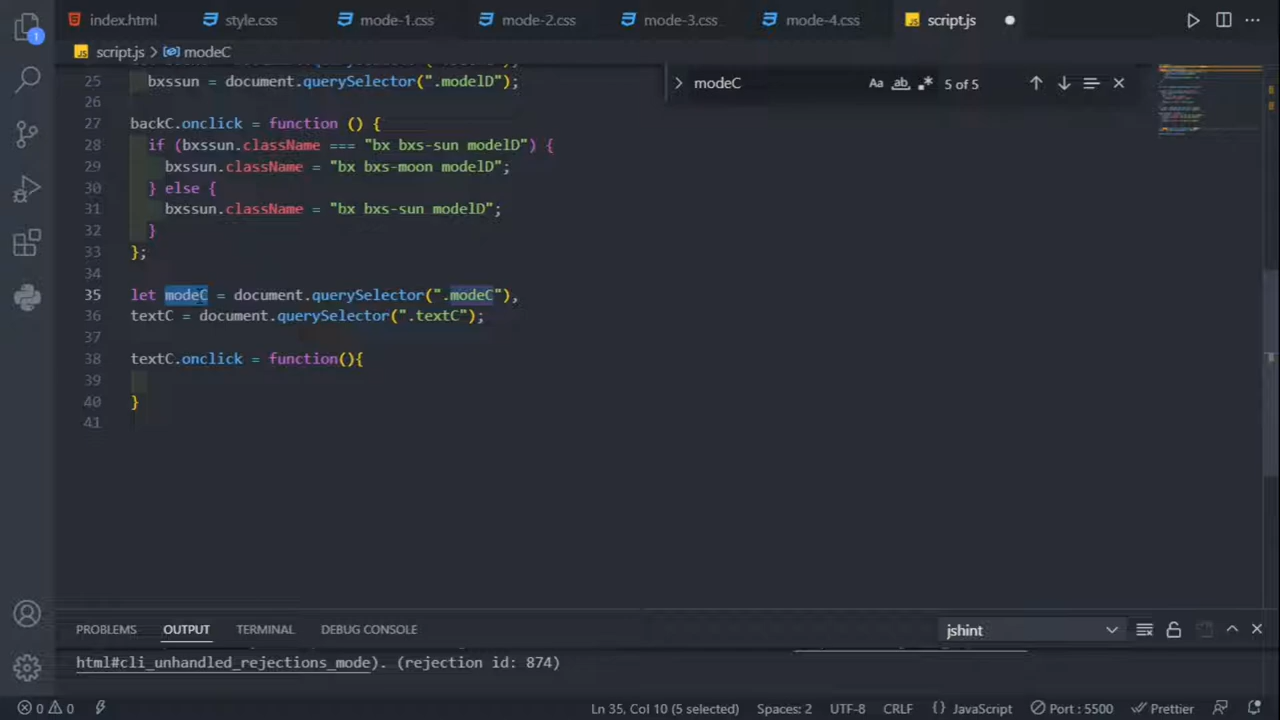 index.html style.css mode-1.css mode-2.css mode-3.css mode-4.css script.js
script.js > modeC
modeC Aa ab 5 of 5
25 bxssun = document.querySelector(".modelD");
26
27 backC.onclick = function () {
28 if (bxssun.className === "bx bxs-sun modelD") {
29 bxssun.className = "bx bxs-moon modelD";
30 } else {
31 bxssun.className = "bx bxs-sun modelD";
32 }
33 };
34
35 let modeC = document.querySelector(".modeC"),
36 textC = document.querySelector(".textC");
37
38 textC.onclick = function(){
39
40 }
41
PROBLEMS OUTPUT TERMINAL DEBUG CONSOLE jshint
html#cli_unhandled_rejections_mode). (rejection id: 874)
0 0 Ln 35, Col 10 (5 selected) Spaces: 2 UTF-8 CRLF {} JavaScript Port : 5500 Prettier
1